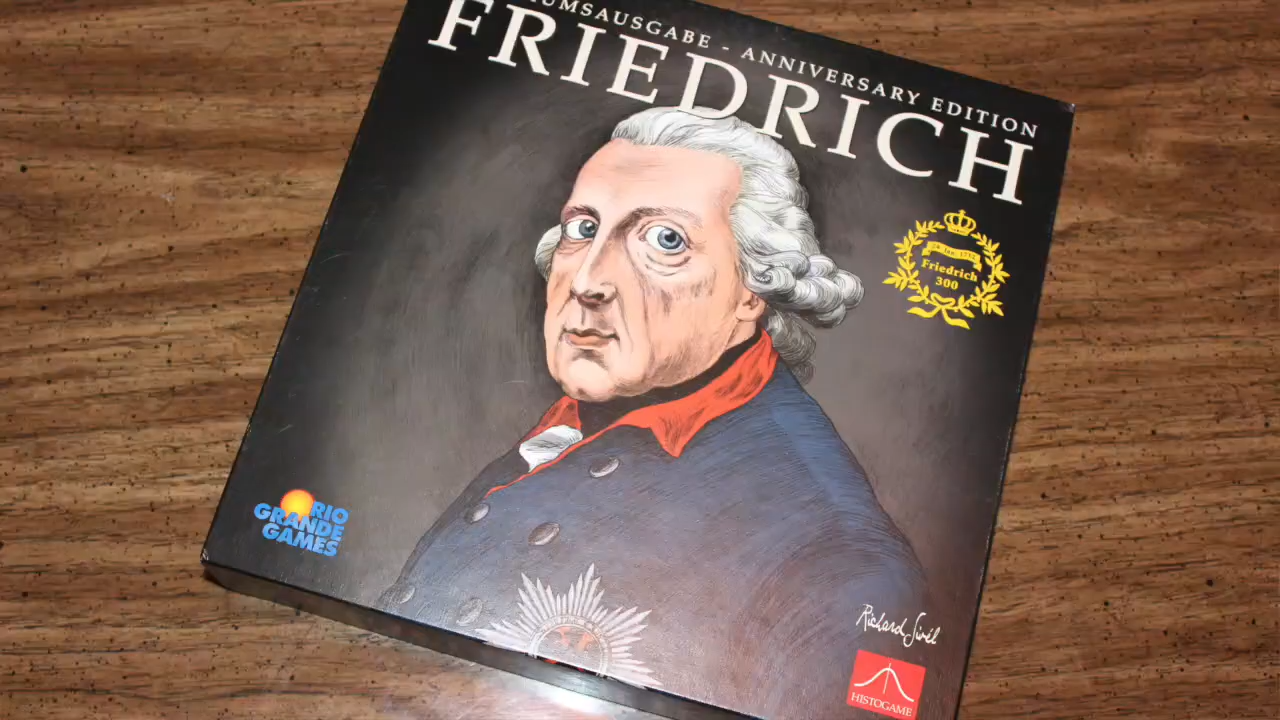 UMSAUSGABE - ANNIVERSARY EDITION
FRIEDRICH
Friedrich
300
RIO
GRANDE
GAMES
Richard Sivél
HISTOGAME